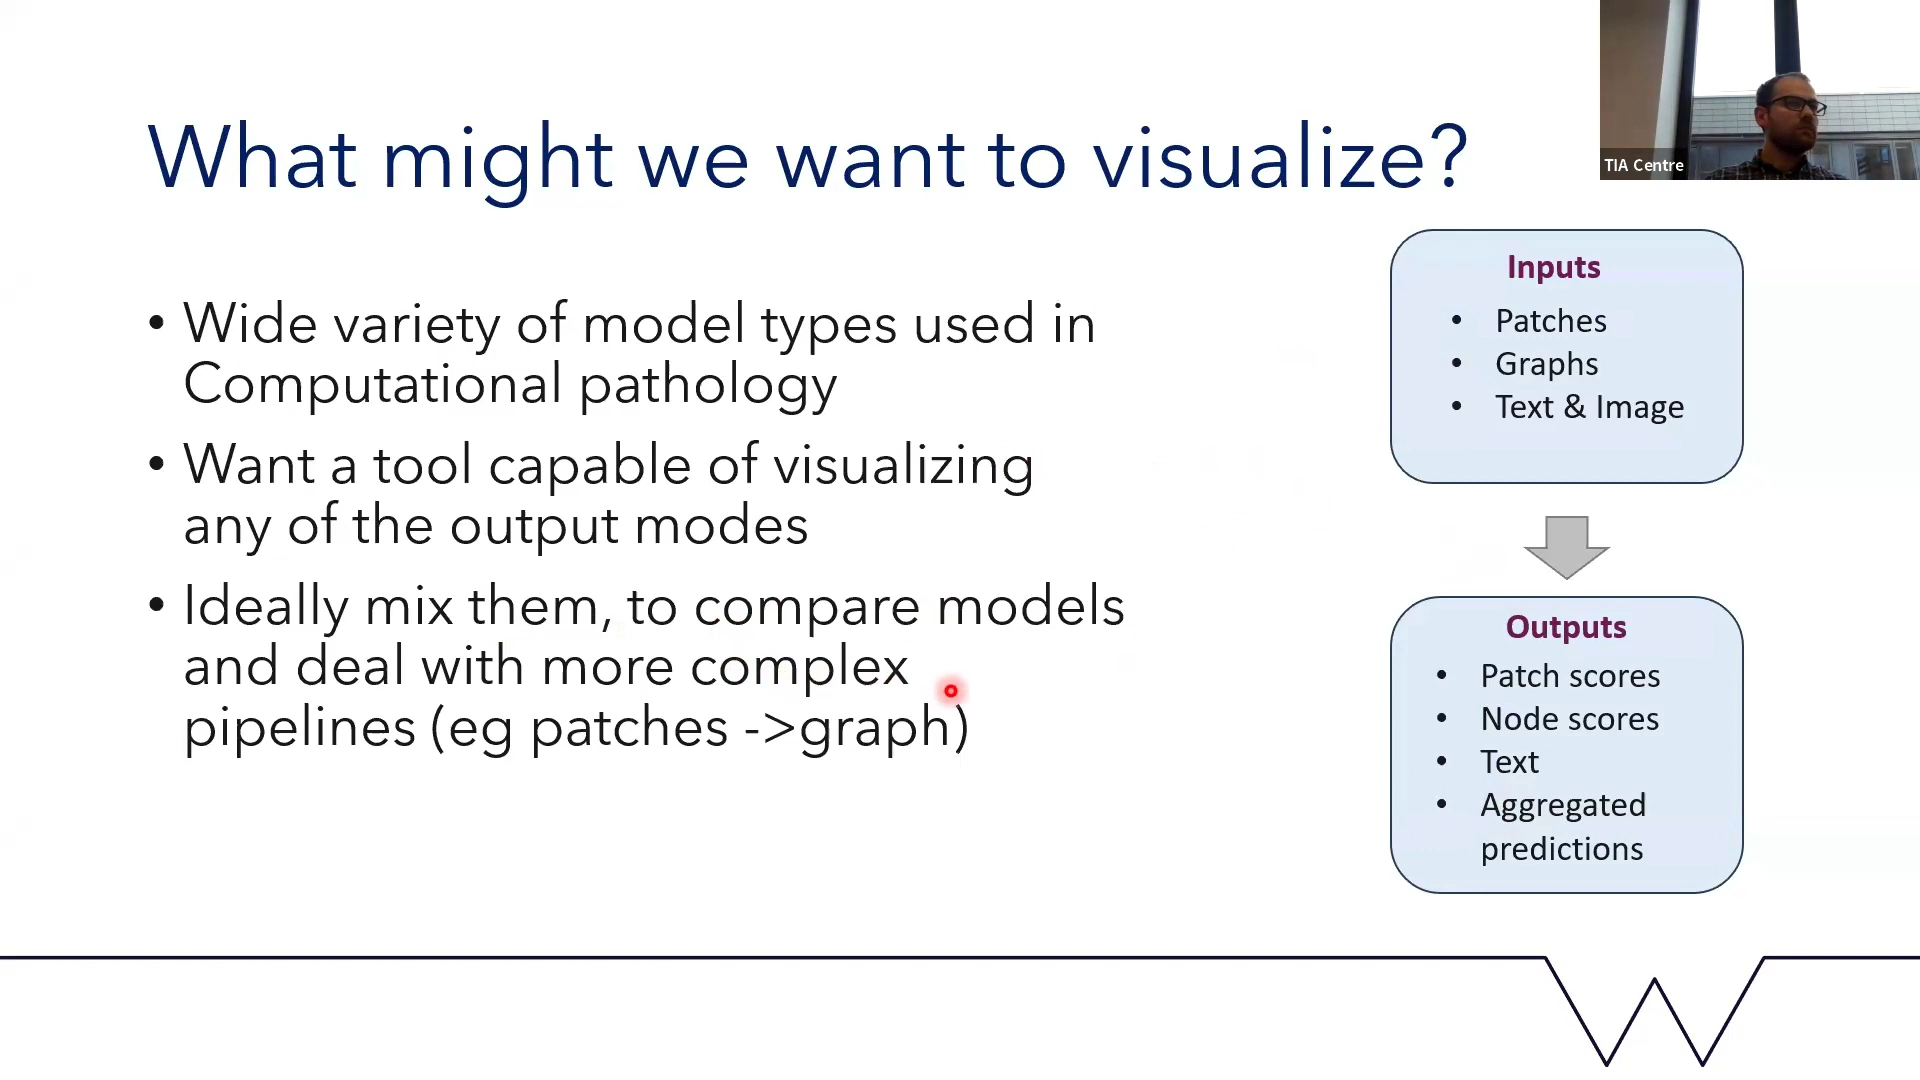 What might we want to visualize?
TIA Centre
• Wide variety of model types used in
Computational pathology
• Want a tool capable of visualizing
any of the output modes
• Ideally mix them, to compare models
and deal with more complex
pipelines (eg patches ->graph)
Inputs
• Patches
• Graphs
• Text & Image
Outputs
• Patch scores
• Node scores
• Text
• Aggregated
predictions